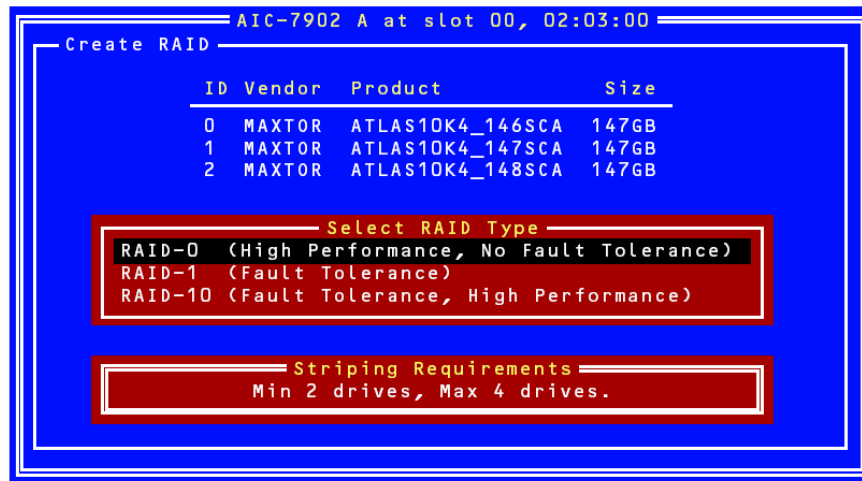 AIC-7902 A at slot 00, 02:03:00
Create RAID
ID Vendor Product Size
0 MAXTOR ATLAS10K4_146SCA 147GB
1 MAXTOR ATLAS10K4_147SCA 147GB
2 MAXTOR ATLAS10K4_148SCA 147GB
Select RAID Type
RAID-0 (High Performance, No Fault Tolerance)
RAID-1 (Fault Tolerance)
RAID-10 (Fault Tolerance, High Performance)
Striping Requirements
Min 2 drives, Max 4 drives.